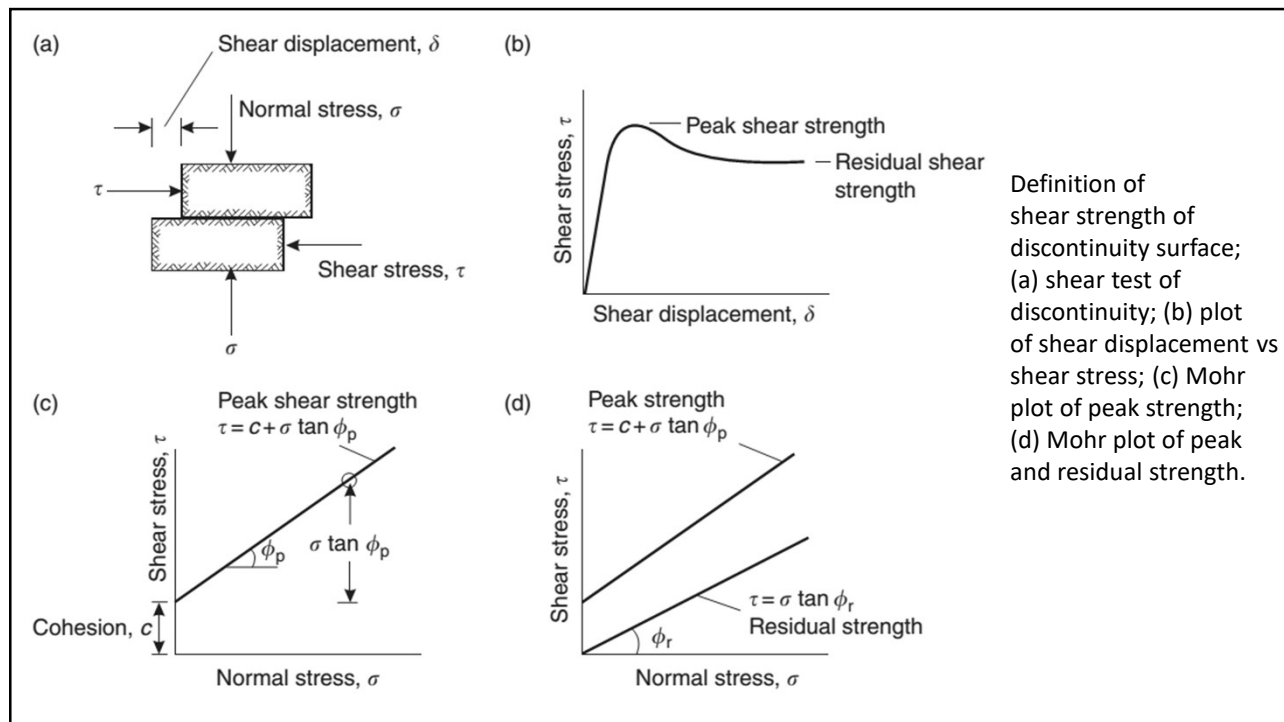 (a)
Shear displacement, δ
Normal stress, σ
τ
Shear stress, τ
σ
(b)
Shear stress, τ
Peak shear strength
Residual shear
strength
Shear displacement, δ
(c)
Peak shear strength
τ = c + σ tan ϕp
Shear stress, τ
ϕp
σ tan ϕp
Cohesion, c
Normal stress, σ
(d)
Peak strength
τ = c + σ tan ϕp
Shear stress, τ
τ = σ tan ϕr
Residual strength
ϕr
Normal stress, σ
Definition of
shear strength of
discontinuity surface;
(a) shear test of
discontinuity; (b) plot
of shear displacement vs
shear stress; (c) Mohr
plot of peak strength;
(d) Mohr plot of peak
and residual strength.